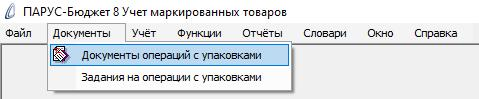 ПАРУС-Бюджет 8 Учет маркированных товаров
Файл Документы Учёт Функции Отчёты Словари Окно Справка
Документы операций с упаковками
Задания на операции с упаковками